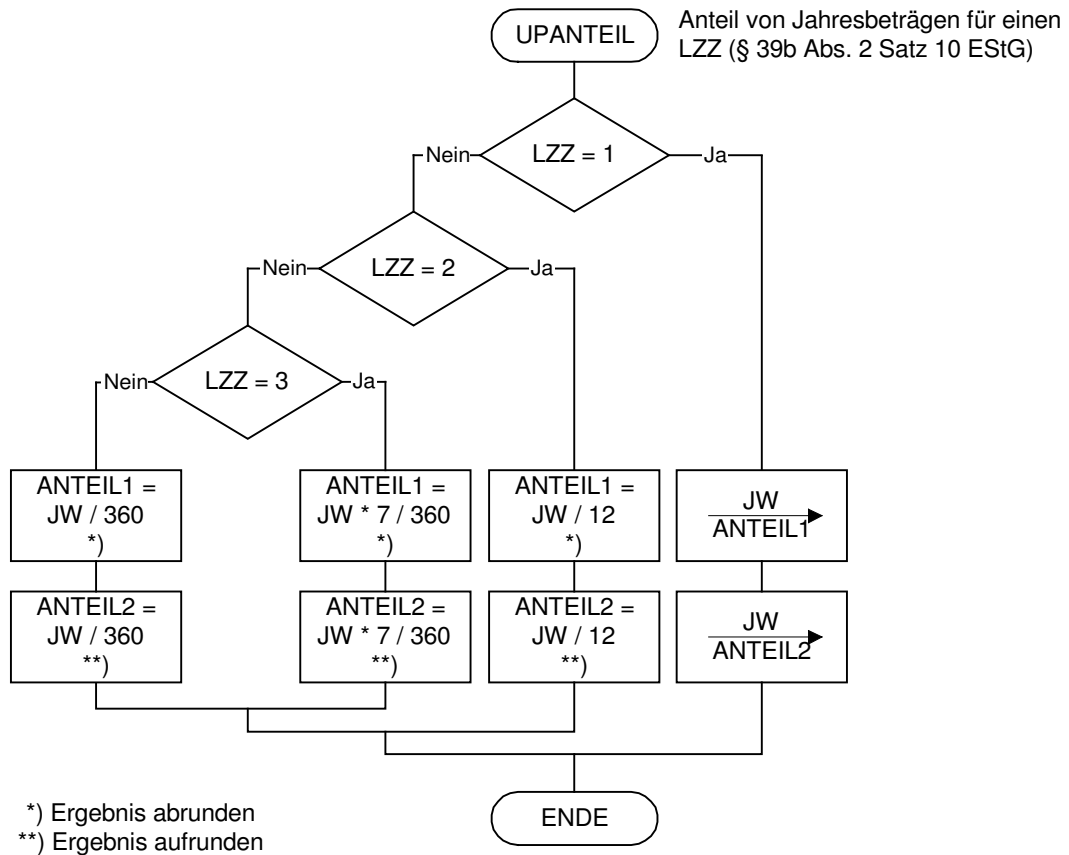 UPANTEIL
Anteil von Jahresbeträgen für einen
LZZ (§ 39b Abs. 2 Satz 10 EStG)
Nein
LZZ = 1
Ja
Nein
LZZ = 2
Ja
Nein
LZZ = 3
Ja
ANTEIL1 =
JW / 360
*)
ANTEIL1 =
JW * 7 / 360
*)
ANTEIL1 =
JW / 12
*)
JW
ANTEIL1
ANTEIL2 =
JW / 360
**)
ANTEIL2 =
JW * 7 / 360
**)
ANTEIL2 =
JW / 12
**)
JW
ANTEIL2
ENDE
*) Ergebnis abrunden
**) Ergebnis aufrunden